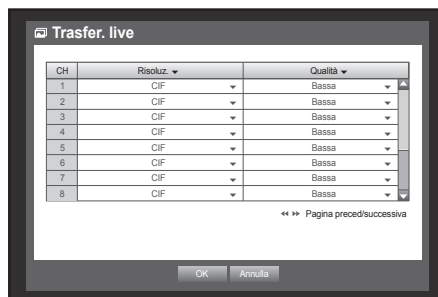 Trasfer. live
CH Risoluz. Qualità
1 CIF Bassa
2 CIF Bassa
3 CIF Bassa
4 CIF Bassa
5 CIF Bassa
6 CIF Bassa
7 CIF Bassa
8 CIF Bassa
Pagina preced/successiva
OK Annulla